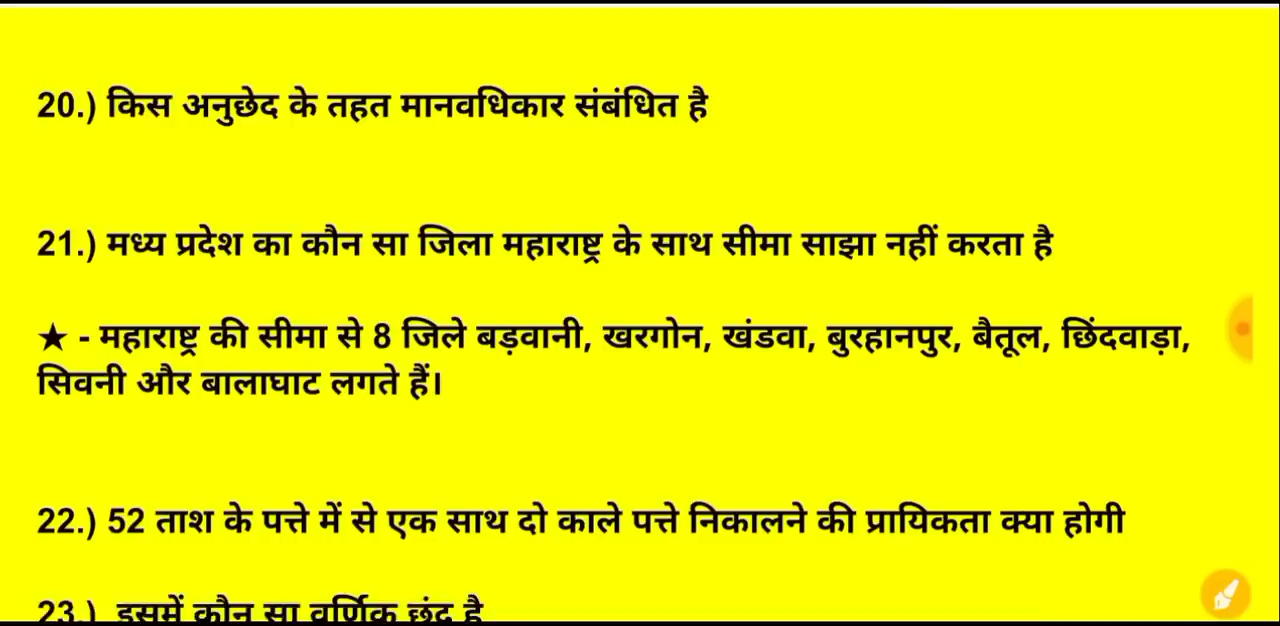 20.) किस अनुछेद के तहत मानवधिकार संबंधित है
21.) मध्य प्रदेश का कौन सा जिला महाराष्ट्र के साथ सीमा साझा नहीं करता है
★ - महाराष्ट्र की सीमा से 8 जिले बड़वानी, खरगोन, खंडवा, बुरहानपुर, बैतूल, छिंदवाड़ा,
सिवनी और बालाघाट लगते हैं।
22.) 52 ताश के पत्ते में से एक साथ दो काले पत्ते निकालने की प्रायिकता क्या होगी
23.) इसमें कौन सा वर्णिक छंद है